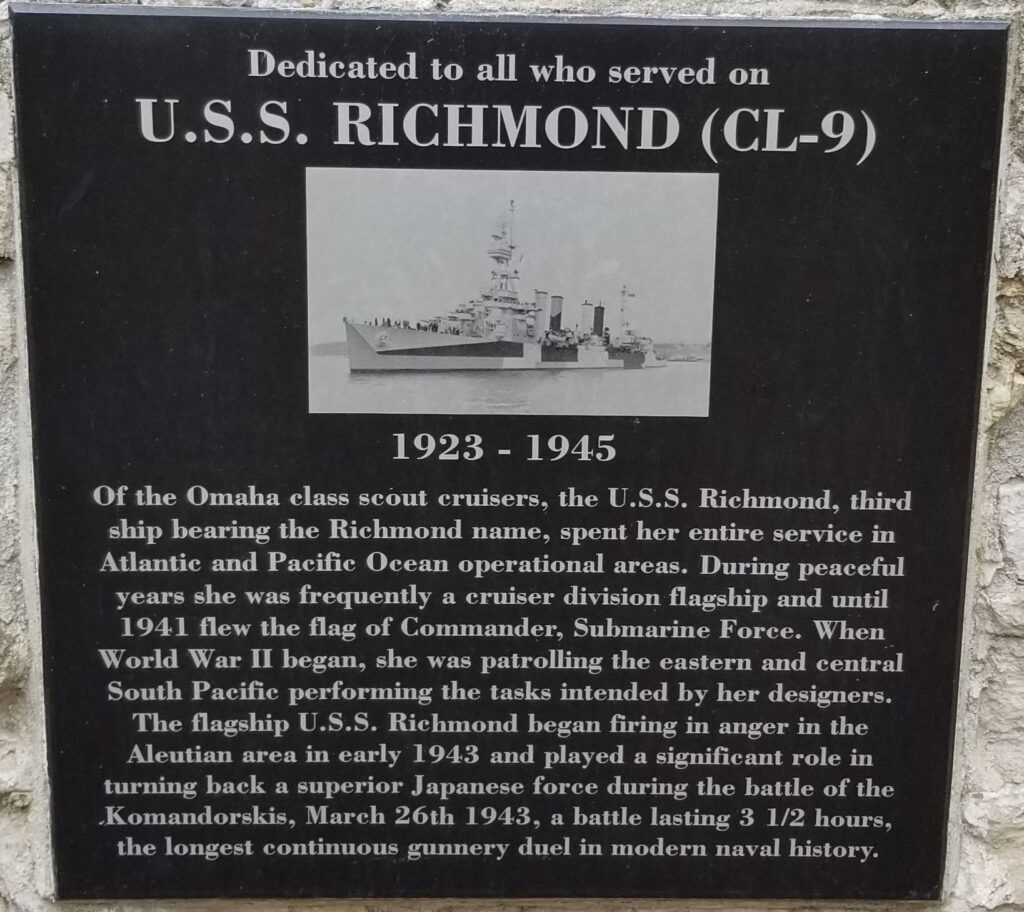 Dedicated to all who served on
U.S.S. RICHMOND (CL-9)
1923 - 1945
Of the Omaha class scout cruisers, the U.S.S. Richmond, third
ship bearing the Richmond name, spent her entire service in
Atlantic and Pacific Ocean operational areas. During peaceful
years she was frequently a cruiser division flagship and until
1941 flew the flag of Commander, Submarine Force. When
World War II began, she was patrolling the eastern and central
South Pacific performing the tasks intended by her designers.
The flagship U.S.S. Richmond began firing in anger in the
Aleutian area in early 1943 and played a significant role in
turning back a superior Japanese force during the battle of the
Komandorskis, March 26th 1943, a battle lasting 3 1/2 hours,
the longest continuous gunnery duel in modern naval history.